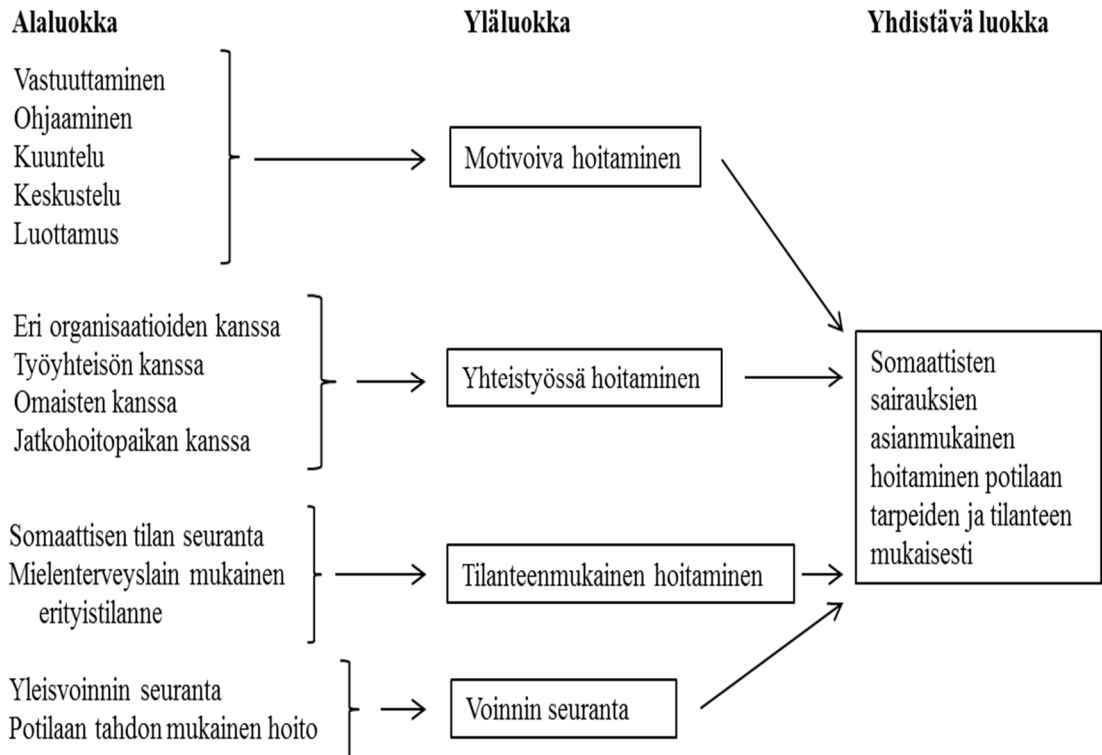 Alaluokka
Yläluokka
Yhdistävä luokka
Vastuuttaminen
Ohjaaminen
Kuuntelu
Keskustelu
Luottamus
Motivoiva hoitaminen
Eri organisaatioiden kanssa
Työyhteisön kanssa
Omaisten kanssa
Jatkohoitopaikan kanssa
Yhteistyössä hoitaminen
Somaattisen tilan seuranta
Mielenterveyslain mukainen
erityistilanne
Tilanteenmukainen hoitaminen
Yleisvoinnin seuranta
Potilaan tahdon mukainen hoito
Voinnin seuranta
Somaattisten
sairauksien
asianmukainen
hoitaminen potilaan
tarpeiden ja tilanteen
mukaisesti